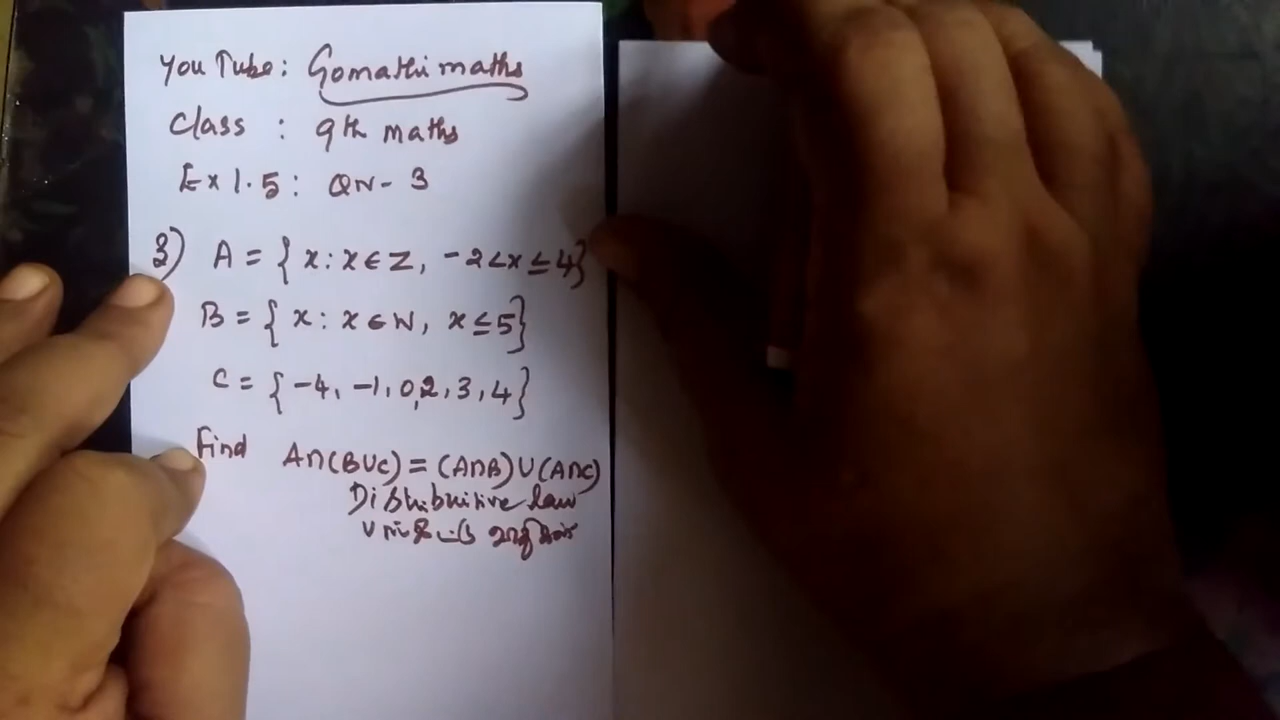 You Tube: Gomathi maths
Class : 9th maths
Ex 1.5: QN- 3
3) A = { x: x ∈ Z, -2 < x ≤ 4}
B = { x: x ∈ N, x ≤ 5}
C = { -4, -1, 0, 2, 3, 4}
Find A∩(B∪C) = (A∩B)∪(A∩C)
Distributive law